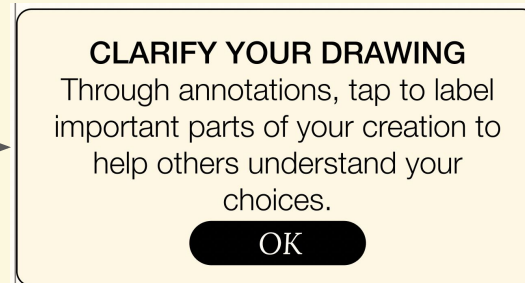 CLARIFY YOUR DRAWING
Through annotations, tap to label
important parts of your creation to
help others understand your
choices.
OK